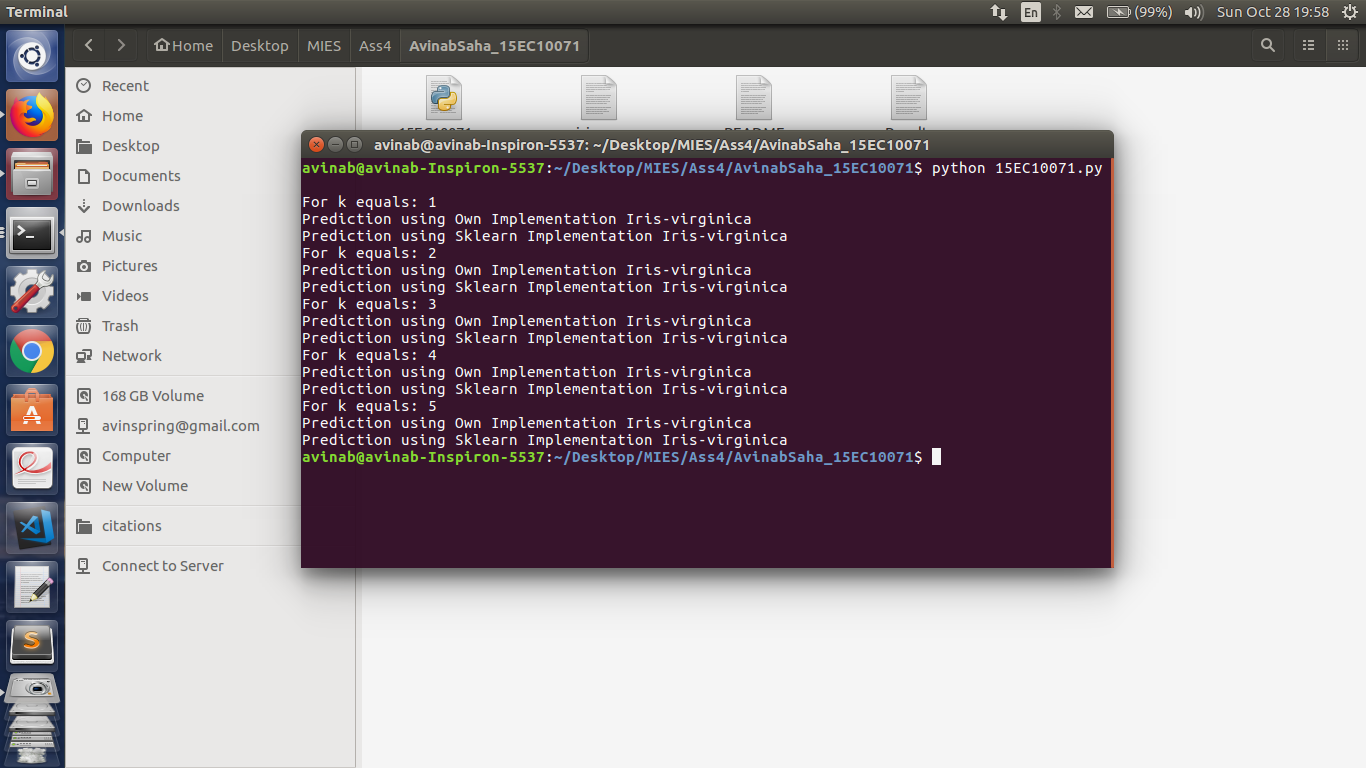 Terminal
En
(99%)
Sun Oct 28 19:58
Home
Desktop
MIES
Ass4
AvinabSaha_15EC10071
Recent
Home
Desktop
Documents
Downloads
Music
Pictures
Videos
Trash
Network
168 GB Volume
avinspring@gmail.com
Computer
New Volume
citations
Connect to Server
avinab@avinab-Inspiron-5537: ~/Desktop/MIES/Ass4/AvinabSaha_15EC10071
avinab@avinab-Inspiron-5537:~/Desktop/MIES/Ass4/AvinabSaha_15EC10071$ python 15EC10071.py
For k equals: 1
Prediction using Own Implementation Iris-virginica
Prediction using Sklearn Implementation Iris-virginica
For k equals: 2
Prediction using Own Implementation Iris-virginica
Prediction using Sklearn Implementation Iris-virginica
For k equals: 3
Prediction using Own Implementation Iris-virginica
Prediction using Sklearn Implementation Iris-virginica
For k equals: 4
Prediction using Own Implementation Iris-virginica
Prediction using Sklearn Implementation Iris-virginica
For k equals: 5
Prediction using Own Implementation Iris-virginica
Prediction using Sklearn Implementation Iris-virginica
avinab@avinab-Inspiron-5537:~/Desktop/MIES/Ass4/AvinabSaha_15EC10071$